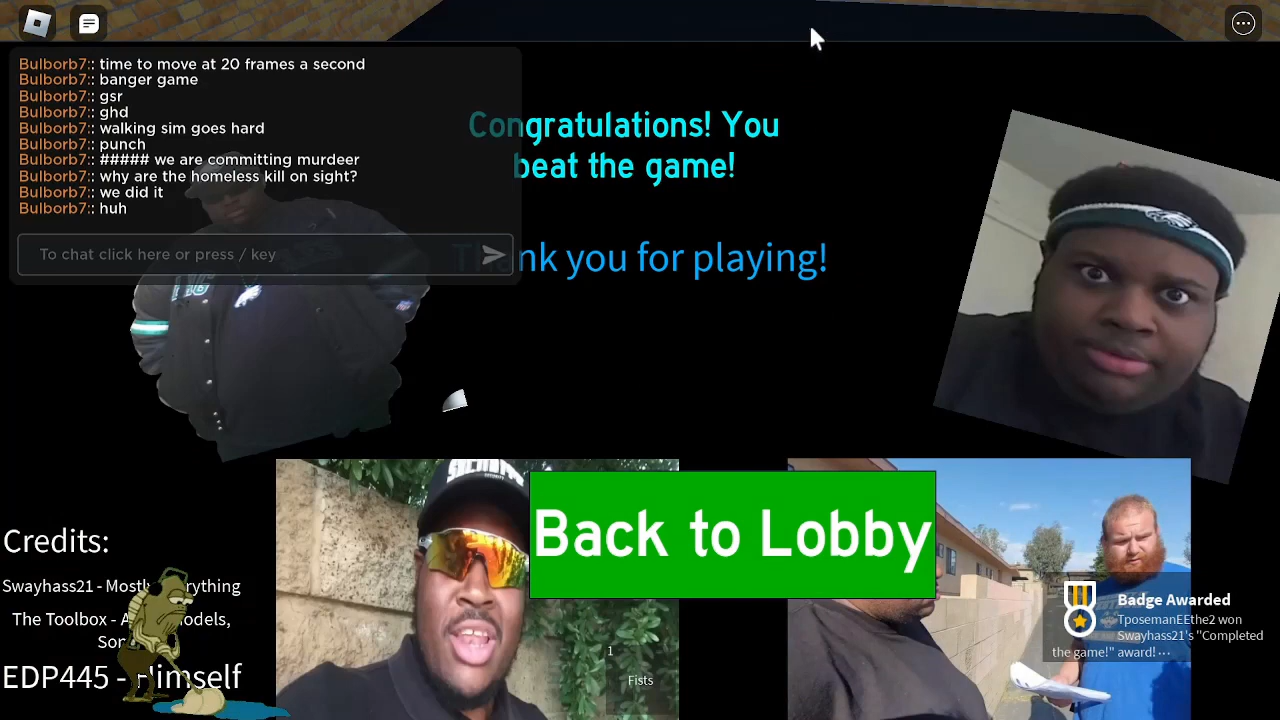 Bulborb7:: time to move at 20 frames a second
Bulborb7:: banger game
Bulborb7:: gsr
Bulborb7:: ghd
Bulborb7:: walking sim goes hard
Bulborb7:: punch
Bulborb7:: ##### we are committing murdeer
Bulborb7:: why are the homeless kill on sight?
Bulborb7:: we did it
Bulborb7:: huh
To chat click here or press / key
Congratulations! You
beat the game!
Thank you for playing!
Back to Lobby
Credits:
Swayhass21 - Mostly everything
The Toolbox -
EDP445 - Himself
1
Fists
Badge Awarded
TposemanEEthe2 won
Swayhass21's "Completed
the game!" award!···